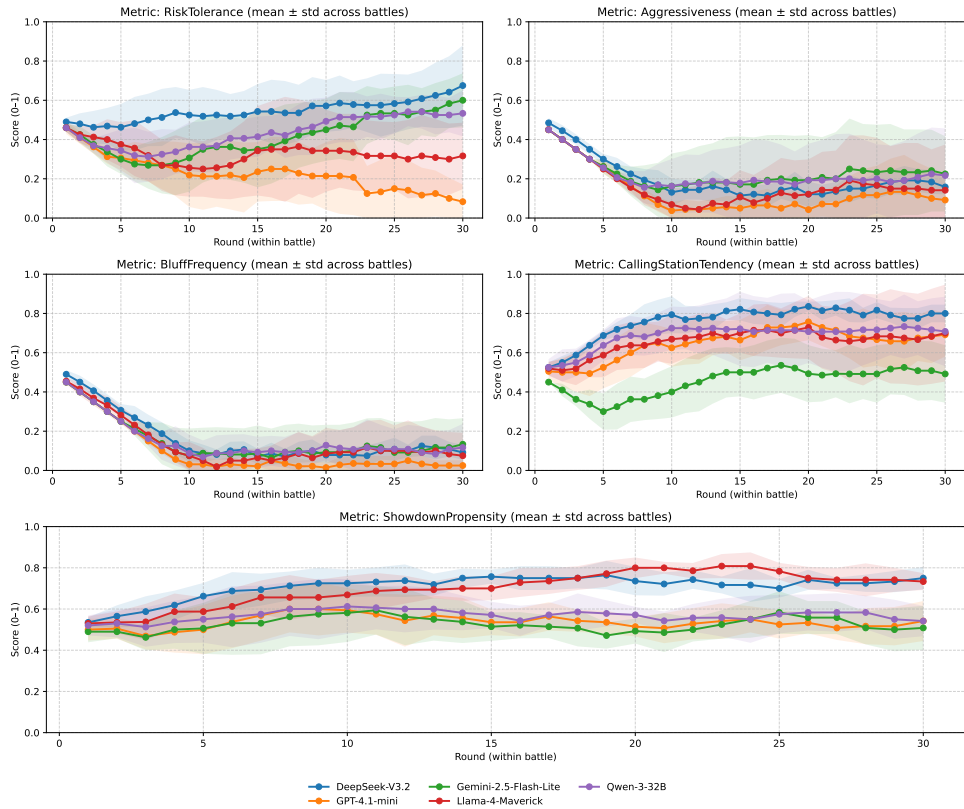 Metric: RiskTolerance (mean ± std across battles)
1.0
0.8
0.6
0.4
0.2
0.0
Score (0–1)
0 5 10 15 20 25 30
Round (within battle)
Metric: Aggressiveness (mean ± std across battles)
1.0
0.8
0.6
0.4
0.2
0.0
Score (0–1)
0 5 10 15 20 25 30
Round (within battle)
Metric: BluffFrequency (mean ± std across battles)
1.0
0.8
0.6
0.4
0.2
0.0
Score (0–1)
0 5 10 15 20 25 30
Round (within battle)
Metric: CallingStationTendency (mean ± std across battles)
1.0
0.8
0.6
0.4
0.2
0.0
Score (0–1)
0 5 10 15 20 25 30
Round (within battle)
Metric: ShowdownPropensity (mean ± std across battles)
1.0
0.8
0.6
0.4
0.2
0.0
Score (0–1)
0 5 10 15 20 25 30
Round (within battle)
DeepSeek-V3.2 Gemini-2.5-Flash-Lite Qwen-3-32B
GPT-4.1-mini Llama-4-Maverick